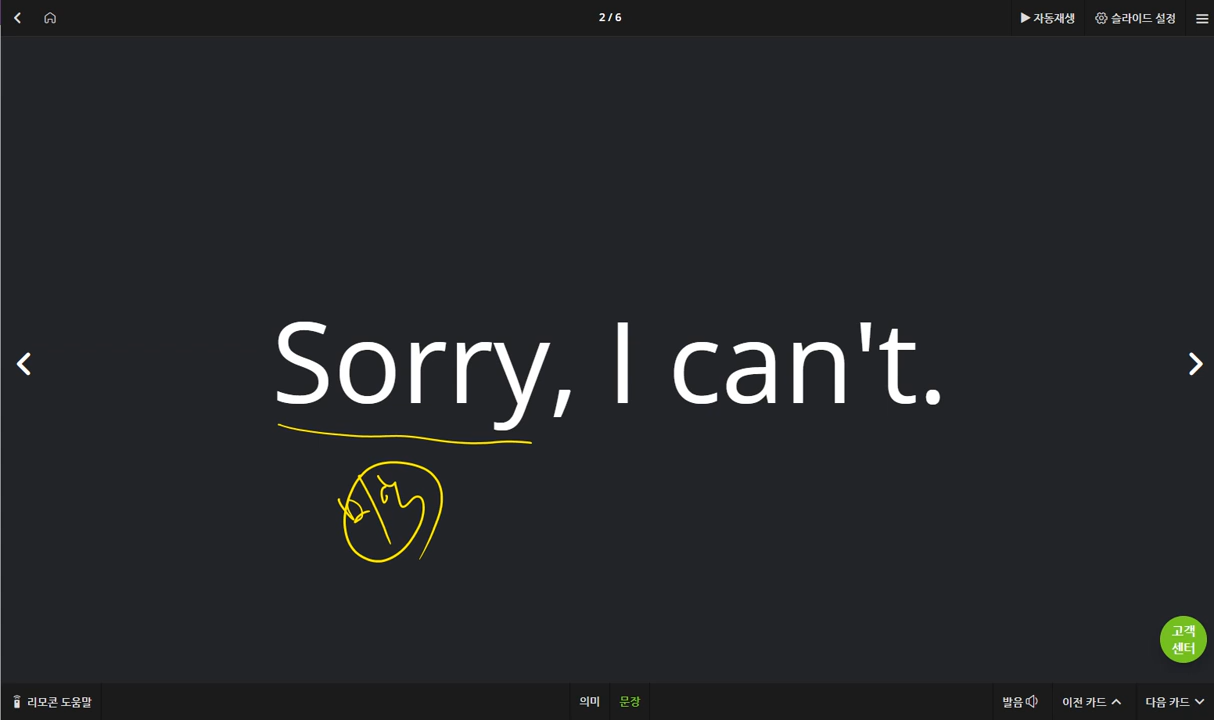 2 / 6
자동재생
슬라이드 설정
Sorry, I can't.
고객
센터
리모콘 도움말
의미
문장
발음
이전 카드
다음 카드